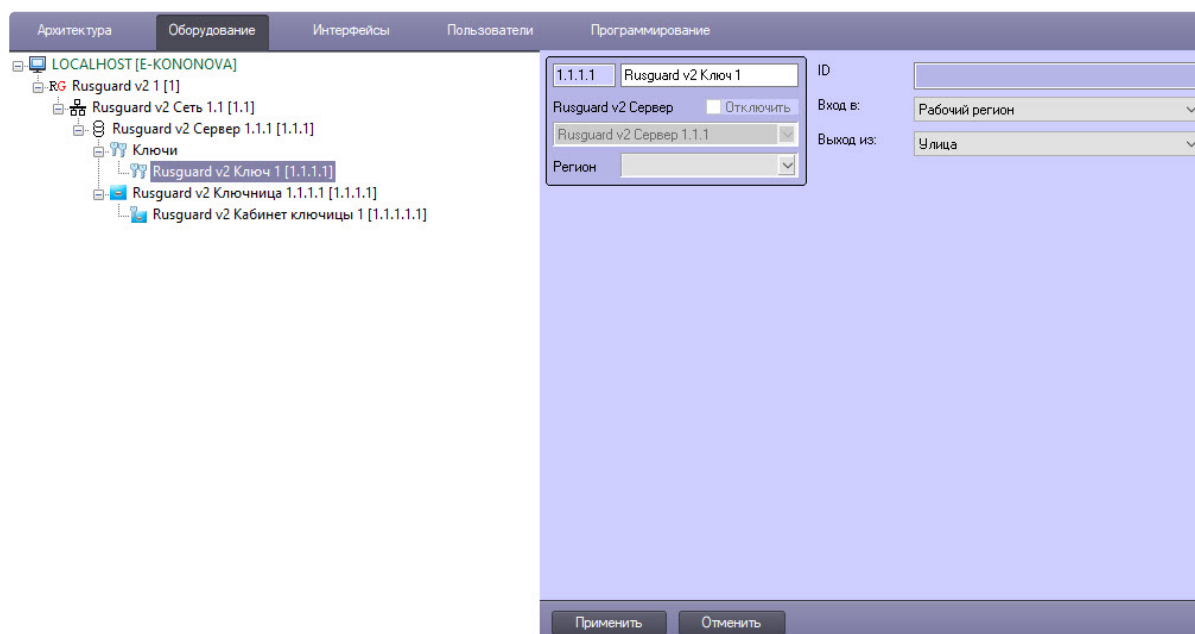 Архитектура
Оборудование
Интерфейсы
Пользователи
Программирование
LOCALHOST [E-KONONOVA]
RG Rusguard v2 1 [1]
Rusguard v2 Сеть 1.1 [1.1]
Rusguard v2 Сервер 1.1.1 [1.1.1]
Ключи
Rusguard v2 Ключ 1 [1.1.1.1]
Rusguard v2 Ключница 1.1.1.1 [1.1.1.1]
Rusguard v2 Кабинет ключицы 1 [1.1.1.1.1]
1.1.1.1
Rusguard v2 Ключ 1
Rusguard v2 Сервер
Отключить
Rusguard v2 Сервер 1.1.1
Регион
ID
Вход в:
Рабочий регион
Выход из:
Улица
Применить
Отменить